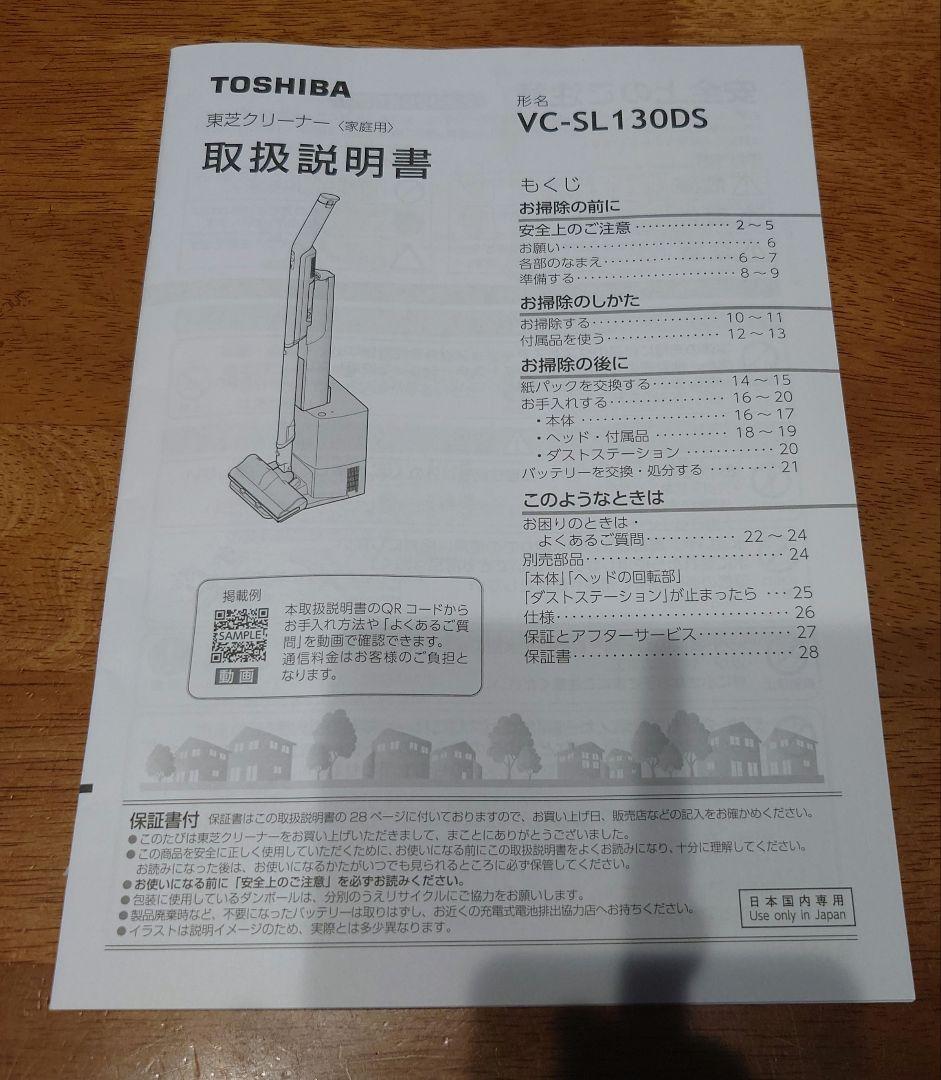 TOSHIBA
東芝クリーナー〈家庭用〉
取扱説明書
形名
VC-SL130DS
もくじ
お掃除の前に
安全上のご注意 ･･････････････ 2～5
お願い･････････････････････････････ 6
各部のなまえ････････････････････ 6～7
準備する･････････････････････････ 8～9
お掃除のしかた
お掃除する･･･････････････････ 10～11
付属品を使う･････････････････ 12～13
お掃除の後に
紙パックを交換する･･････････ 14～15
お手入れする･････････････････ 16～20
・本体 ･･････････････････････ 16～17
・ヘッド・付属品 ･･･････････ 18～19
・ダストステーション ･････････････ 20
バッテリーを交換・処分する ･････････ 21
このようなときは
お困りのときは・
よくあるご質問････････････ 22～24
別売部品･･････････････････････････ 24
「本体」「ヘッドの回転部」
「ダストステーション」が止まったら ･･･ 25
仕様･･･････････････････････････････ 26
保証とアフターサービス････････････ 27
保証書･････････････････････････････ 28
掲載例
SAMPLE
動画
本取扱説明書のQRコードから
お手入れ方法や「よくあるご質
問」を動画で確認できます。
通信料金はお客様のご負担と
なります。
保証書付 保証書はこの取扱説明書の28ページに付いておりますので、お買い上げ日、販売店などの記入をお確かめください。
●このたびは東芝クリーナーをお買い上げいただきまして、まことにありがとうございました。
●この商品を安全に正しく使用していただくために、お使いになる前にこの取扱説明書をよくお読みになり、十分に理解してください。
お読みになった後は、お使いになるかたがいつでも見られるところに必ず保管してください。
●お使いになる前に「安全上のご注意」を必ずお読みください。
●包装に使用しているダンボールは、分別のうえリサイクルにご協力をお願いします。
●製品廃棄時など、不要になったバッテリーは取りはずし、お近くの充電式電池排出協力店へお持ちください。
●イラストは説明イメージのため、実際とは多少異なります。
日本国内専用
Use only in Japan